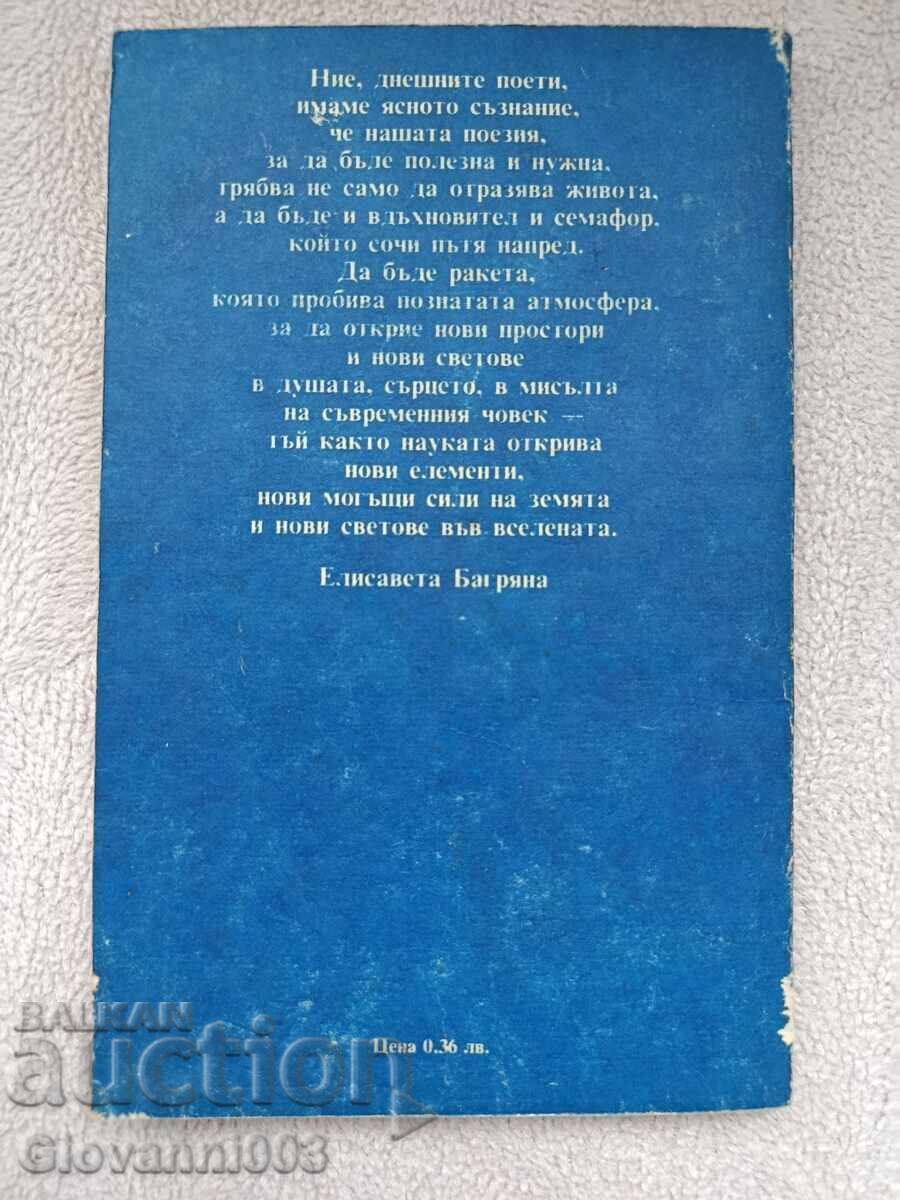 Ние, днешните поети,
имаме ясното съзнание,
че нашата поезия,
за да бъде полезна и нужна,
трябва не само да отразява живота,
а да бъде и вдъхновител и семафор,
който сочи пътя напред.
Да бъде ракета,
която пробива познатата атмосфера,
за да открие нови простори
и нови светове
в душата, сърцето, в мисълта
на съвременния човек —
тъй както науката открива
нови елементи,
нови могъщи сили на земята
и нови светове във вселената.
Елисавета Багряна
Цена 0.36 лв.
BALKAN
auction
Giovanni003